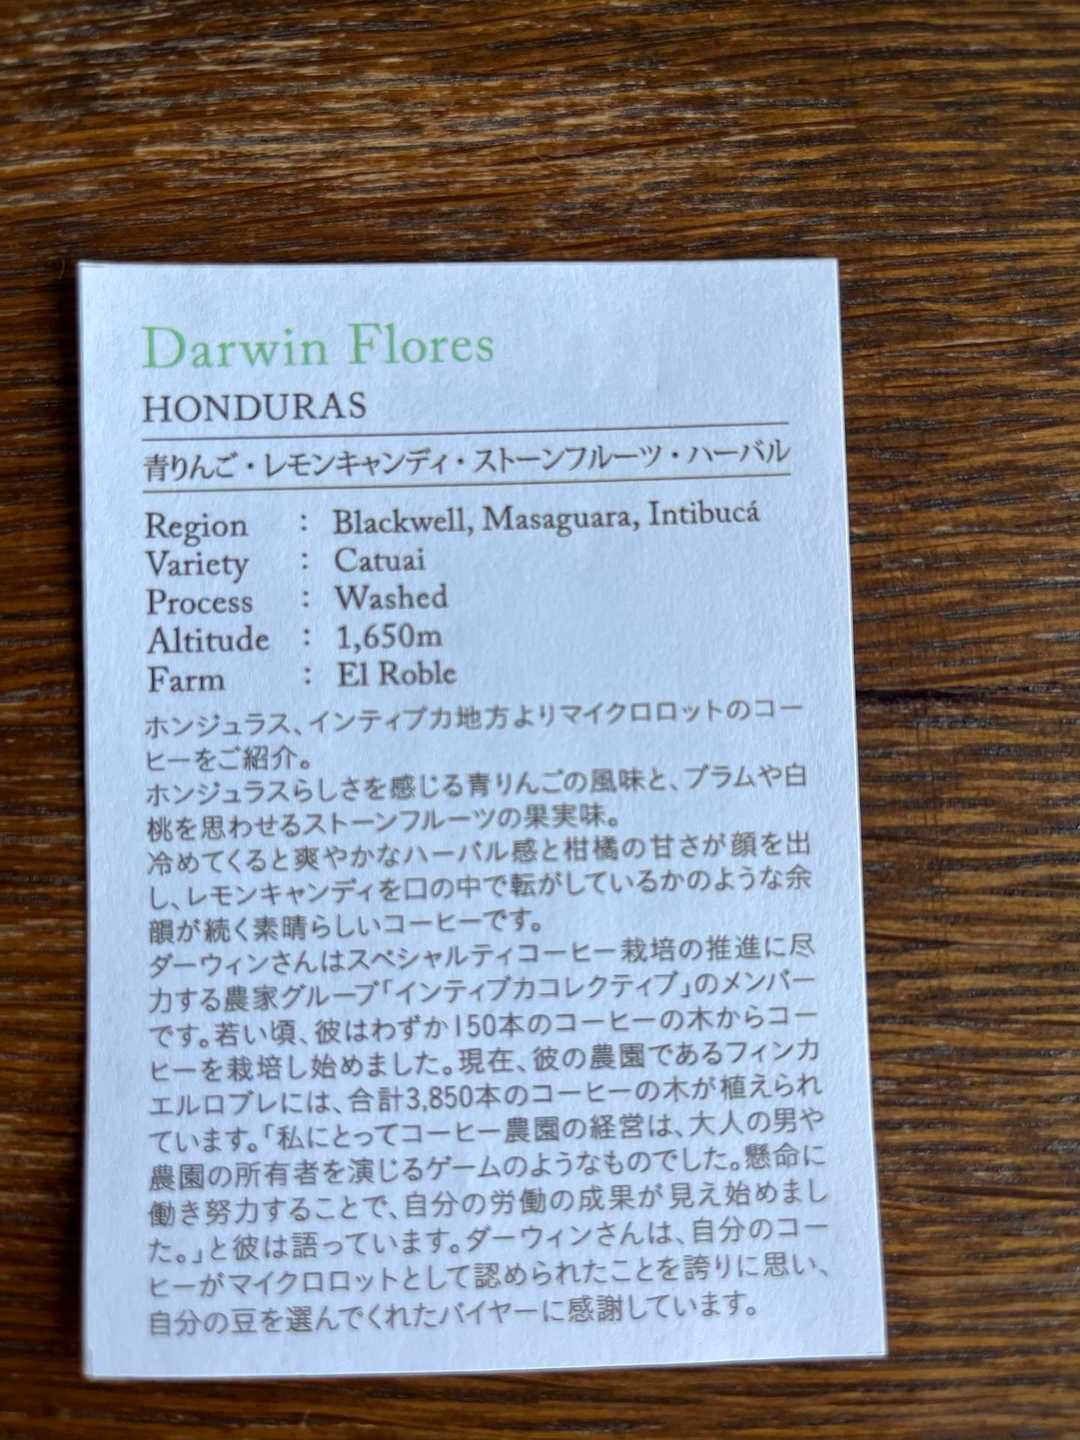 Darwin Flores
HONDURAS
青りんご・レモンキャンディ・ストーンフルーツ・ハーバル
Region : Blackwell, Masaguara, Intibucá
Variety : Catuai
Process : Washed
Altitude : 1,650m
Farm : El Roble
ホンジュラス、インティブカ地方よりマイクロロットのコー
ヒーをご紹介。
ホンジュラスらしさを感じる青りんごの風味と、プラムや白
桃を思わせるストーンフルーツの果実味。
冷めてくると爽やかなハーバル感と柑橘の甘さが顔を出
し、レモンキャンディを口の中で転がしているかのような余
韻が続く素晴らしいコーヒーです。
ダーウィンさんはスペシャルティコーヒー栽培の推進に尽
力する農家グループ「インティブカコレクティブ」のメンバー
です。若い頃、彼はわずか150本のコーヒーの木からコー
ヒーを栽培し始めました。現在、彼の農園であるフィンカ
エルロブレには、合計3,850本のコーヒーの木が植えられ
ています。「私にとってコーヒー農園の経営は、大人の男や
農園の所有者を演じるゲームのようなものでした。懸命に
働き努力することで、自分の労働の成果が見え始めまし
た。」と彼は語っています。ダーウィンさんは、自分のコー
ヒーがマイクロロットとして認められたことを誇りに思い、
自分の豆を選んでくれたバイヤーに感謝しています。